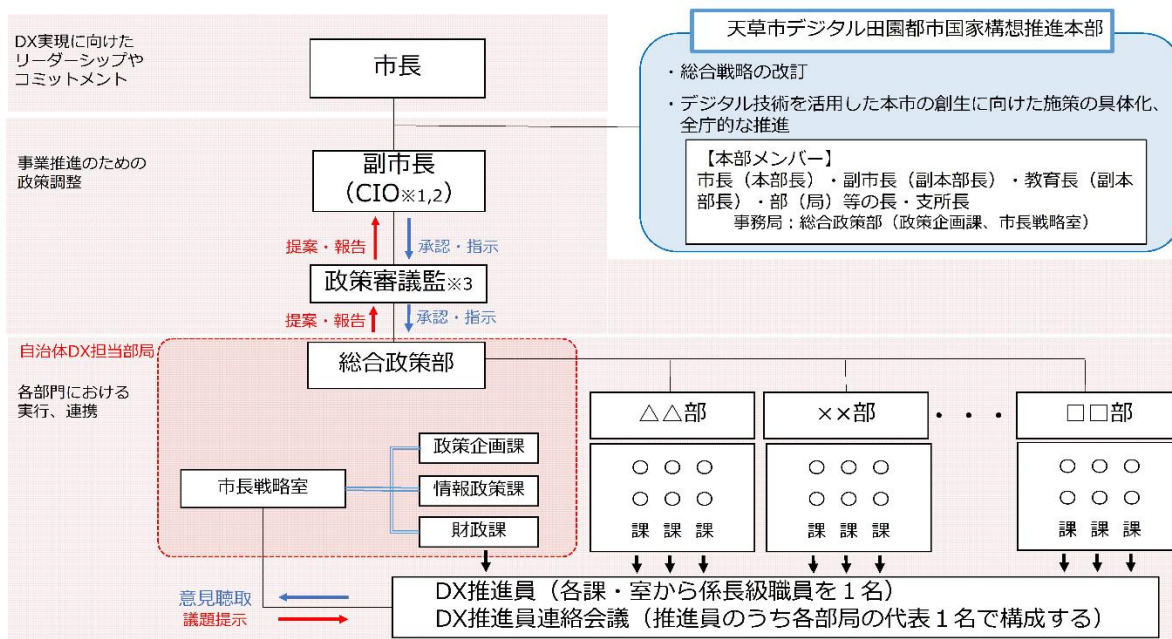 DX実現に向けた
リーダーシップや
コミットメント
市長
天草市デジタル田園都市国家構想推進本部
・総合戦略の改訂
・デジタル技術を活用した本市の創生に向けた施策の具体化、
全庁的な推進
【本部メンバー】
市長（本部長）・副市長（副本部長）・教育長（副本
部長）・部（局）等の長・支所長
事務局：総合政策部（政策企画課、市長戦略室）
事業推進のための
政策調整
副市長
（CIO※1,2）
提案・報告
承認・指示
政策審議監※3
提案・報告
承認・指示
自治体DX担当部局
各部門における
実行、連携
総合政策部
市長戦略室
政策企画課
情報政策課
財政課
△△部
××部
・・・
□□部
○ ○ ○
○ ○ ○
課 課 課
○ ○ ○
○ ○ ○
課 課 課
○ ○ ○
○ ○ ○
課 課 課
意見聴取
議題提示
DX推進員（各課・室から係長級職員を１名）
DX推進員連絡会議（推進員のうち各部局の代表１名で構成する）